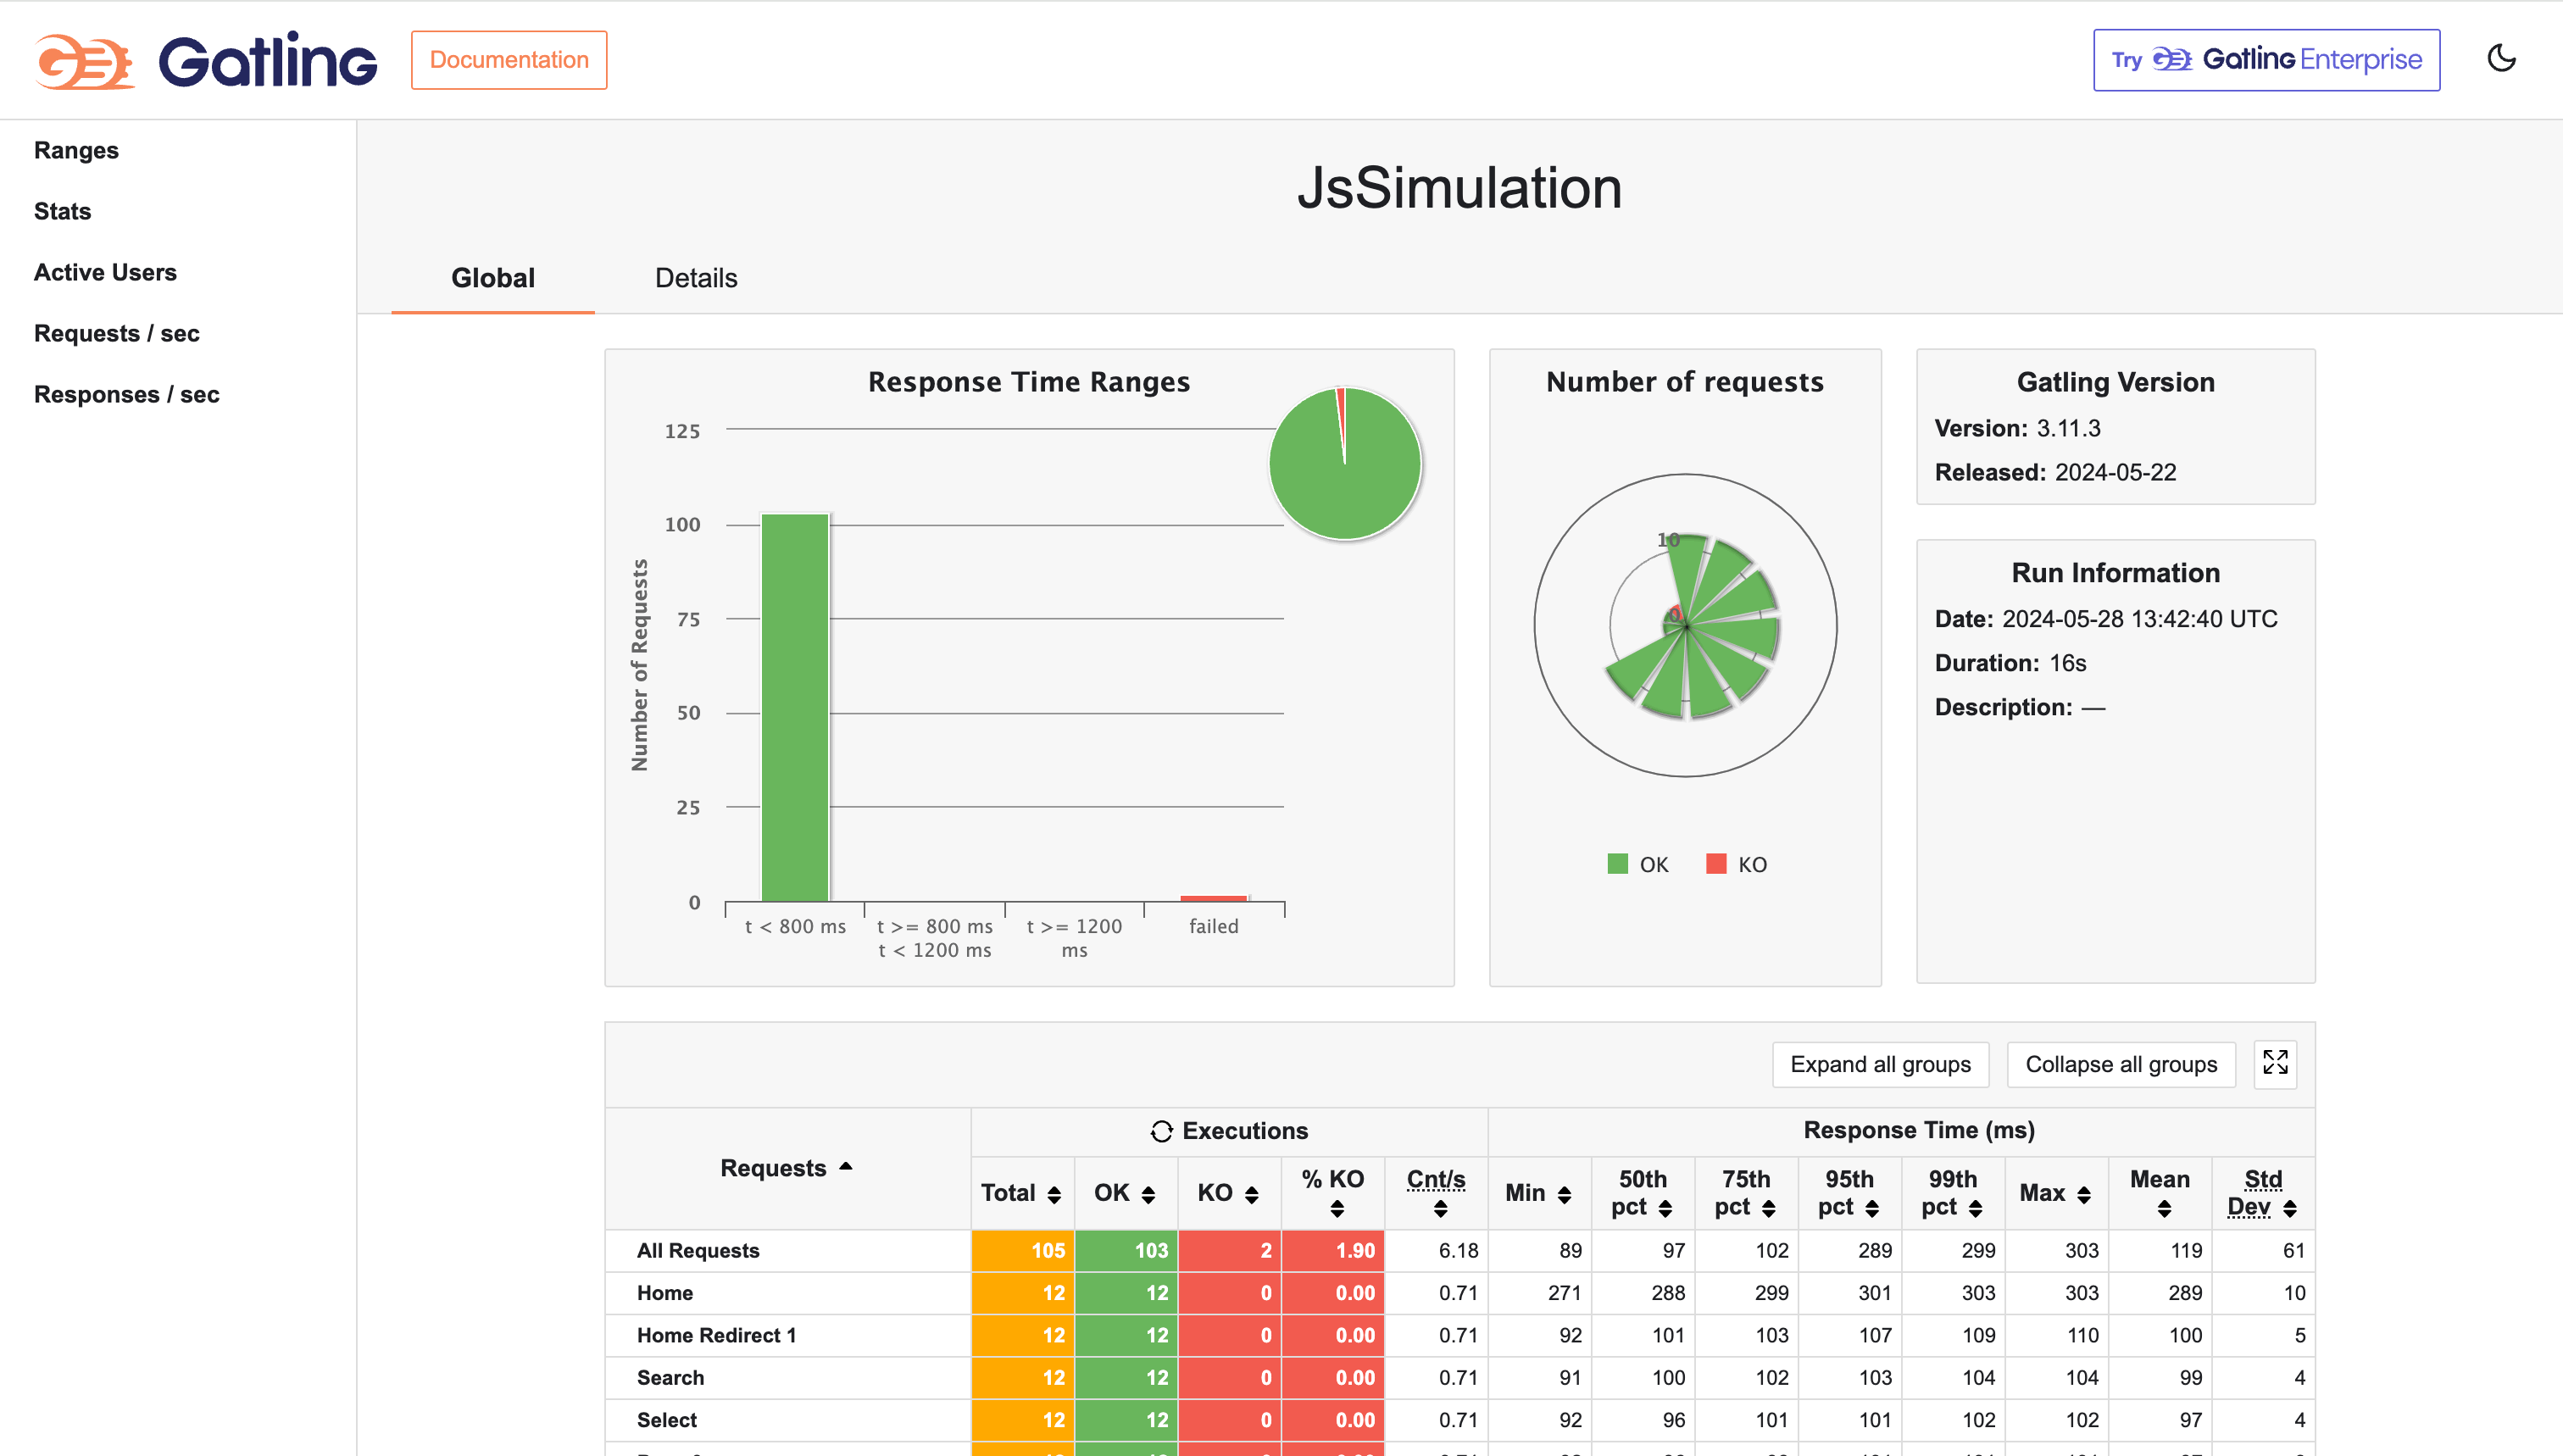 Gatling
Documentation
Try Gatling Enterprise
Ranges
Stats
Active Users
Requests / sec
Responses / sec
JsSimulation
Global
Details
Response Time Ranges
125
100
75
50
25
0
Number of Requests
t < 800 ms
t >= 800 ms
t < 1200 ms
t >= 1200
ms
failed
Number of requests
10
0
OK
KO
Gatling Version
Version: 3.11.3
Released: 2024-05-22
Run Information
Date: 2024-05-28 13:42:40 UTC
Duration: 16s
Description: —
Expand all groups
Collapse all groups
Requests
Executions
Response Time (ms)
Total
OK
KO
% KO
Cnt/s
Min
50th
pct
75th
pct
95th
pct
99th
pct
Max
Mean
Std
Dev
All Requests 105 103 2 1.90 6.18 89 97 102 289 299 303 119 61
Home 12 12 0 0.00 0.71 271 288 299 301 303 303 289 10
Home Redirect 1 12 12 0 0.00 0.71 92 101 103 107 109 110 100 5
Search 12 12 0 0.00 0.71 91 100 102 103 104 104 99 4
Select 12 12 0 0.00 0.71 92 96 101 101 102 102 97 4